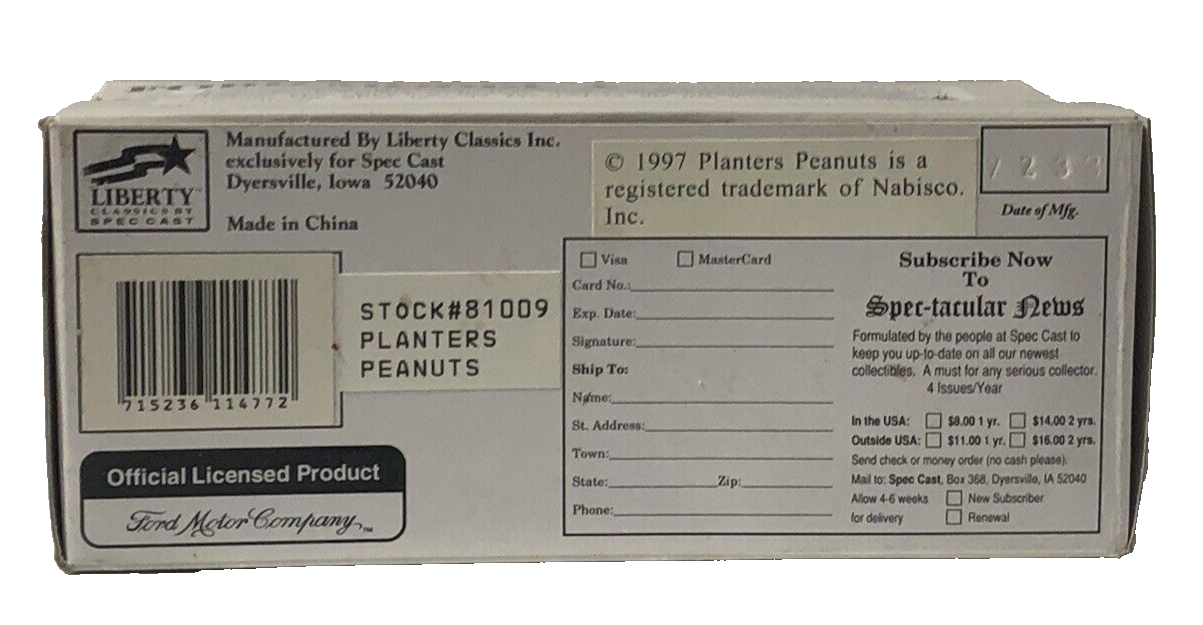 LIBERTY™
CLASSICS BY
SPEC CAST
Manufactured By Liberty Classics Inc.
exclusively for Spec Cast
Dyersville, Iowa 52040
Made in China
© 1997 Planters Peanuts is a
registered trademark of Nabisco.
Inc.
Date of Mfg.
715236 114772
STOCK#81009
PLANTERS
PEANUTS
Official Licensed Product
Ford Motor Company™
Visa MasterCard
Card No.:
Exp. Date:
Signature:
Ship To:
Name:
St. Address:
Town:
State: Zip:
Phone:
Subscribe Now
To
Spec-tacular News
Formulated by the people at Spec Cast to
keep you up-to-date on all our newest
collectibles. A must for any serious collector.
4 Issues/Year
In the USA: $8.00 1 yr. $14.00 2 yrs.
Outside USA: $11.00 1 yr. $16.00 2 yrs.
Send check or money order (no cash please).
Mail to: Spec Cast, Box 368, Dyersville, IA 52040
Allow 4-6 weeks New Subscriber
for delivery Renewal